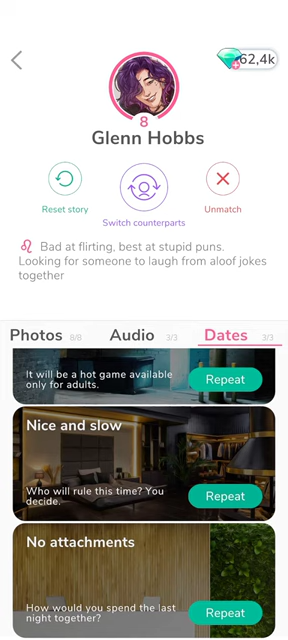 62,4k
8
Glenn Hobbs
Reset story
Switch counterparts
Unmatch
Bad at flirting, best at stupid puns.
Looking for someone to laugh from aloof jokes
together
Photos 8/8 Audio 3/3 Dates 3/3
It will be a hot game available
only for adults.
Repeat
Nice and slow
Who will rule this time? You
decide.
Repeat
No attachments
How would you spend the last
night together?
Repeat